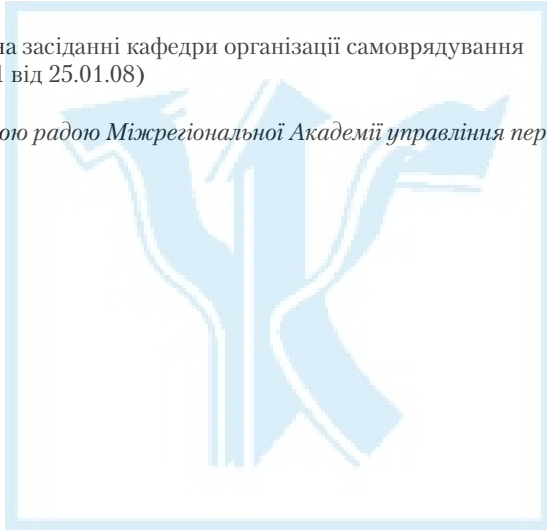 на засіданні кафедри організації самоврядування
1 від 25.01.08)
ою радою Міжрегіональної Академії управління пер